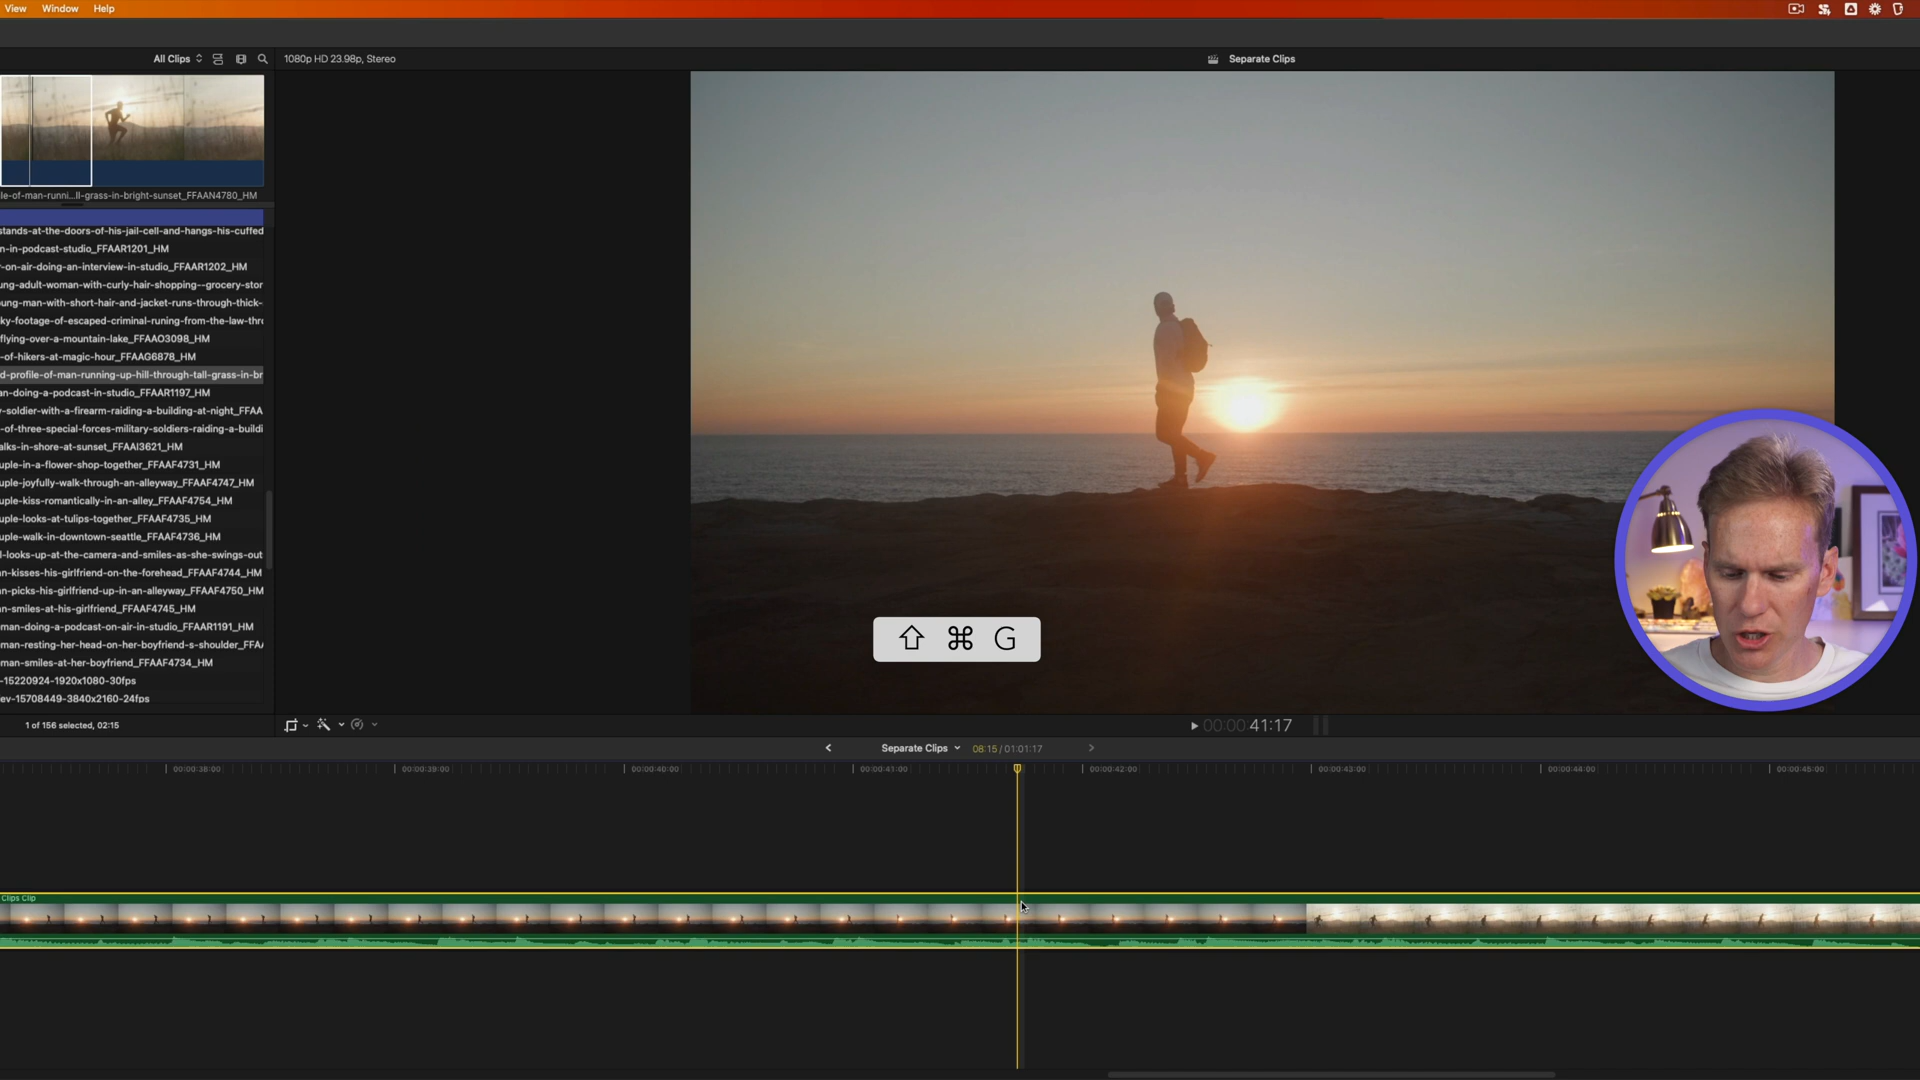 View Window Help
All Clips
1080p HD 23.98p, Stereo
Separate Clips
le-of-man-runni...ll-grass-in-bright-sunset_FFAAN4780_HM
stands-at-the-doors-of-his-jail-cell-and-hangs-his-cuffed
n-in-podcast-studio_FFAAR1201_HM
-on-air-doing-an-interview-in-studio_FFAAR1202_HM
ung-adult-woman-with-curly-hair-shopping--grocery-stor
oung-man-with-short-hair-and-jacket-runs-through-thick-
ky-footage-of-escaped-criminal-runing-from-the-law-thro
flying-over-a-mountain-lake_FFAAO3098_HM
-of-hikers-at-magic-hour_FFAAG6878_HM
d-profile-of-man-running-up-hill-through-tall-grass-in-br
an-doing-a-podcast-in-studio_FFAAR1197_HM
y-soldier-with-a-firearm-raiding-a-building-at-night_FFAA
-of-three-special-forces-military-soldiers-raiding-a-buildi
alks-in-shore-at-sunset_FFAAI3621_HM
uple-in-a-flower-shop-together_FFAAF4731_HM
uple-joyfully-walk-through-an-alleyway_FFAAF4747_HM
uple-kiss-romantically-in-an-alley_FFAAF4754_HM
uple-looks-at-tulips-together_FFAAF4735_HM
uple-walk-in-downtown-seattle_FFAAF4736_HM
l-looks-up-at-the-camera-and-smiles-as-she-swings-out
an-kisses-his-girlfriend-on-the-forehead_FFAAF4744_HM
an-picks-his-girlfriend-up-in-an-alleyway_FFAAF4750_HM
an-smiles-at-his-girlfriend_FFAAF4745_HM
man-doing-a-podcast-on-air-in-studio_FFAAR1191_HM
man-resting-her-head-on-her-boyfriend-s-shoulder_FFAA
man-smiles-at-her-boyfriend_FFAAF4734_HM
-15220924-1920x1080-30fps
ev-15708449-3840x2160-24fps
⇧ ⌘ G
1 of 156 selected, 02:15
00:00:41:17
Separate Clips 08:15 / 01:01:17
00:00:38:00 00:00:39:00 00:00:40:00 00:00:41:00 00:00:42:00 00:00:43:00 00:00:44:00 00:00:45:00
Clips Clip